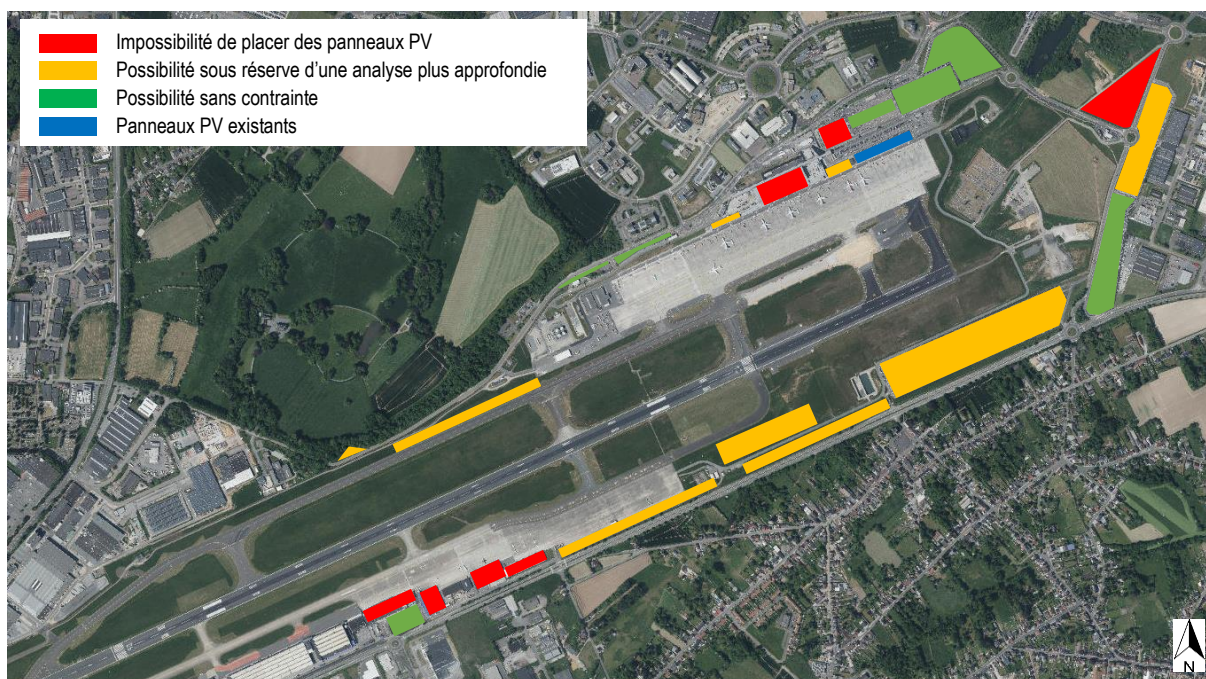 Impossibilité de placer des panneaux PV
Possibilité sous réserve d'une analyse plus approfondie
Possibilité sans contrainte
Panneaux PV existants
N